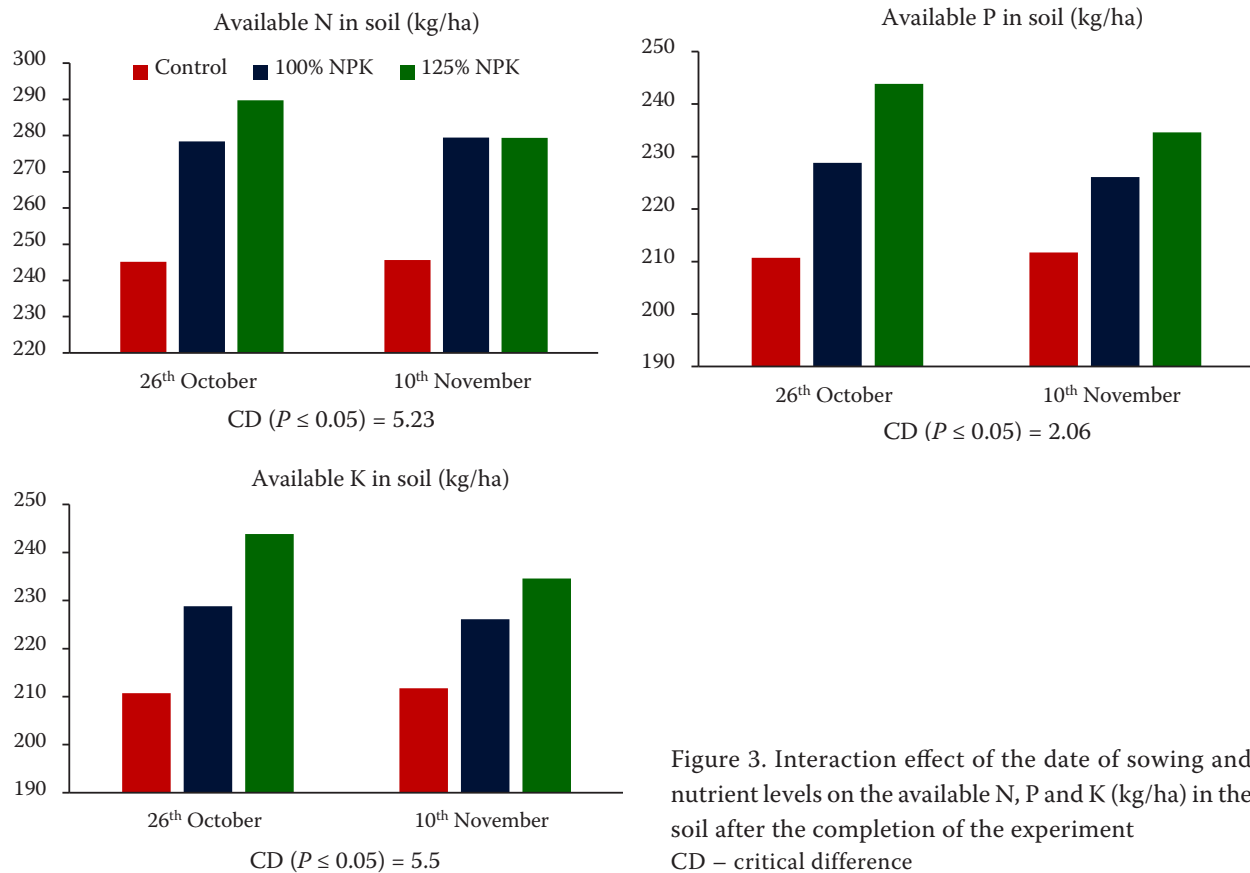 Available N in soil (kg/ha)
300
290
280
270
260
250
240
230
220
Control 100% NPK 125% NPK
26th October 10th November
CD (P ≤ 0.05) = 5.23
Available P in soil (kg/ha)
250
240
230
220
210
200
190
26th October 10th November
CD (P ≤ 0.05) = 2.06
Available K in soil (kg/ha)
250
240
230
220
210
200
190
26th October 10th November
CD (P ≤ 0.05) = 5.5
Figure 3. Interaction effect of the date of sowing and
nutrient levels on the available N, P and K (kg/ha) in the
soil after the completion of the experiment
CD – critical difference